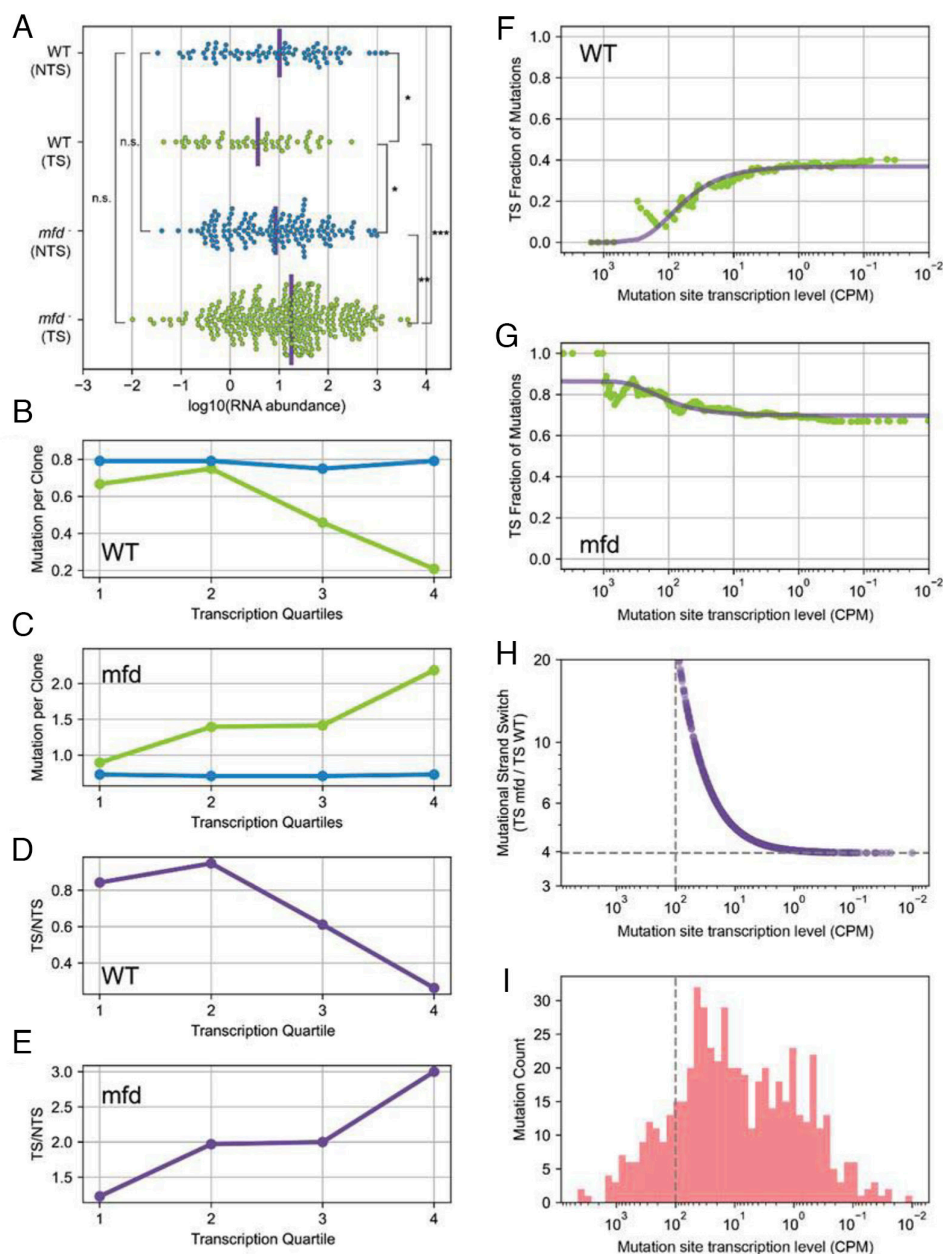 A
WT
(NTS)
WT
(TS)
mfd
(NTS)
mfd
(TS)
n.s.
n.s.
*
*
***
**
−3 −2 −1 0 1 2 3 4
log10(RNA abundance)
B
Mutation per Clone
0.8
0.6
0.4
0.2
WT
1 2 3 4
Transcription Quartiles
C
Mutation per Clone
2.0
1.5
1.0
mfd
1 2 3 4
Transcription Quartiles
D
TS/NTS
0.8
0.6
0.4
WT
1 2 3 4
Transcription Quartile
E
TS/NTS
3.0
2.5
2.0
1.5
mfd
1 2 3 4
Transcription Quartile
F
TS Fraction of Mutations
1.0
0.8
0.6
0.4
0.2
0.0
WT
10³ 10² 10¹ 10⁰ 10⁻¹ 10⁻²
Mutation site transcription level (CPM)
G
TS Fraction of Mutations
1.0
0.8
0.6
0.4
0.2
0.0
mfd
10³ 10² 10¹ 10⁰ 10⁻¹ 10⁻²
Mutation site transcription level (CPM)
H
Mutational Strand Switch
(TS mfd / TS WT)
20
10
6
4
3
10³ 10² 10¹ 10⁰ 10⁻¹ 10⁻²
Mutation site transcription level (CPM)
I
Mutation Count
30
25
20
15
10
5
0
10³ 10² 10¹ 10⁰ 10⁻¹ 10⁻²
Mutation site transcription level (CPM)